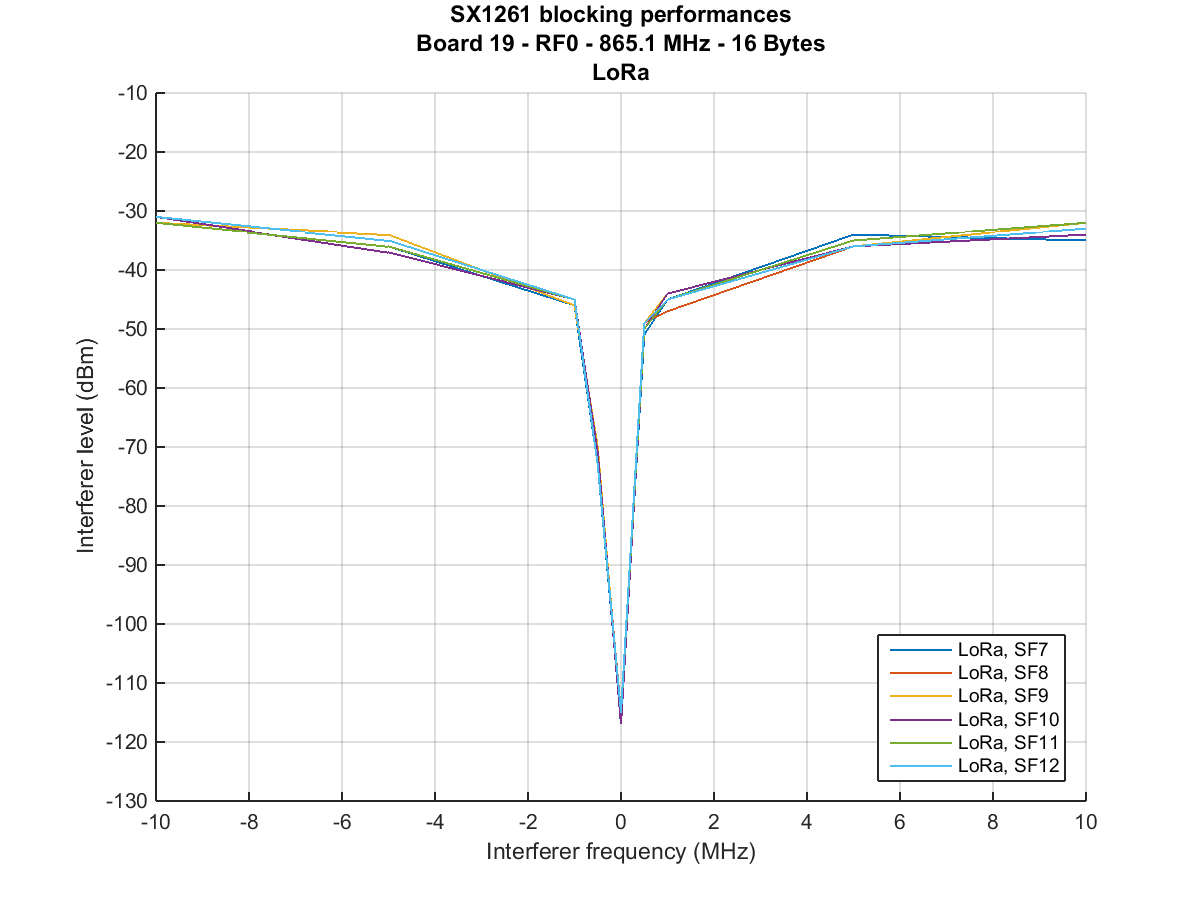 SX1261 blocking performances
Board 19 - RF0 - 865.1 MHz - 16 Bytes
LoRa
-10
-20
-30
-40
-50
-60
-70
-80
-90
-100
-110
-120
-130
Interferer level (dBm)
-10 -8 -6 -4 -2 0 2 4 6 8 10
Interferer frequency (MHz)
LoRa, SF7
LoRa, SF8
LoRa, SF9
LoRa, SF10
LoRa, SF11
LoRa, SF12